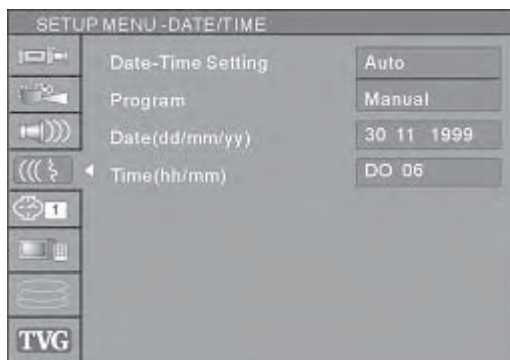 SETUP MENU -DATE/TIME
Date-Time Setting Auto
Program Manual
Date(dd/mm/yy) 30 11 1999
Time(hh/mm) DO 06
1
TVG